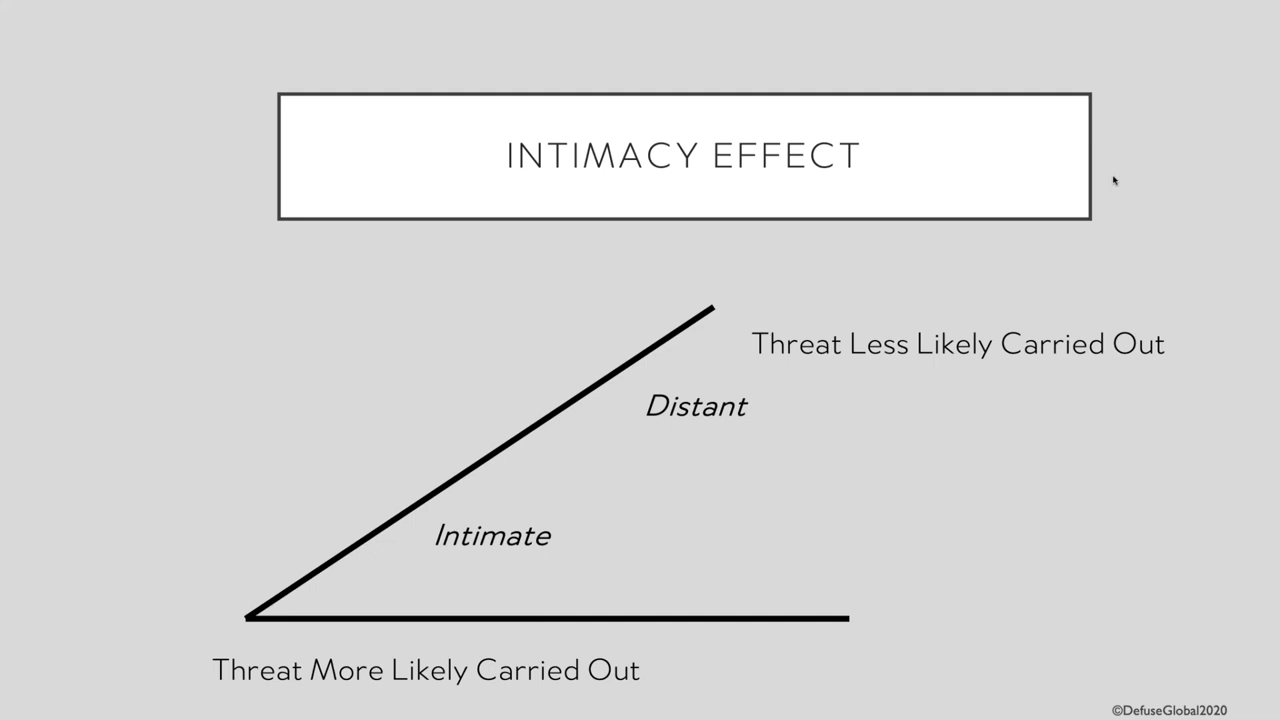 INTIMACY EFFECT
Threat Less Likely Carried Out
Distant
Intimate
Threat More Likely Carried Out
©DefuseGlobal2020